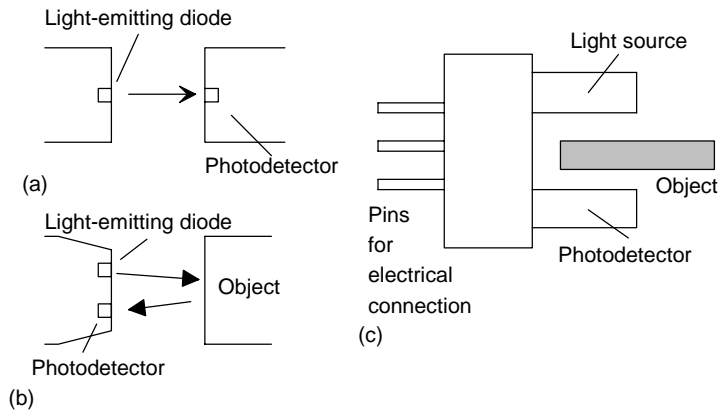 Light-emitting diode
Photodetector
(a)
Light-emitting diode
Object
Photodetector
(b)
Light source
Object
Photodetector
Pins
for
electrical
connection
(c)